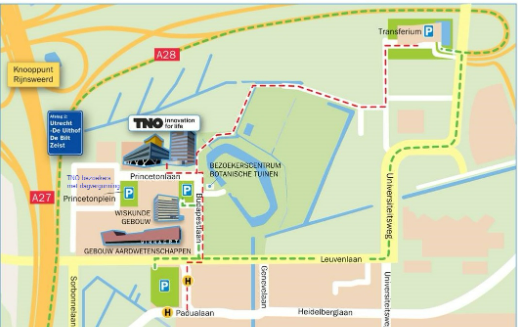 Transferium P
A28
Knooppunt
Rijnsweerd
Afslag
Utrecht
-De Uithof
De Bilt
Zeist
TNO innovation
for life
BEZOEKERSCENTRUM
BOTANISCHE TUINEN
Princetonlaan
TNO bezoekers
met dagvergunning
P
P
A27
Princetonplein
WISKUNDE
GEBOUW
Budapestlaan
Universiteitsweg
GEBOUW AARDWETENSCHAPPEN
Leuvenlaan
Sorbonnelaan
P
H
Genevelaan
Universiteitsweg
H
Padualaan
Heidelberglaan